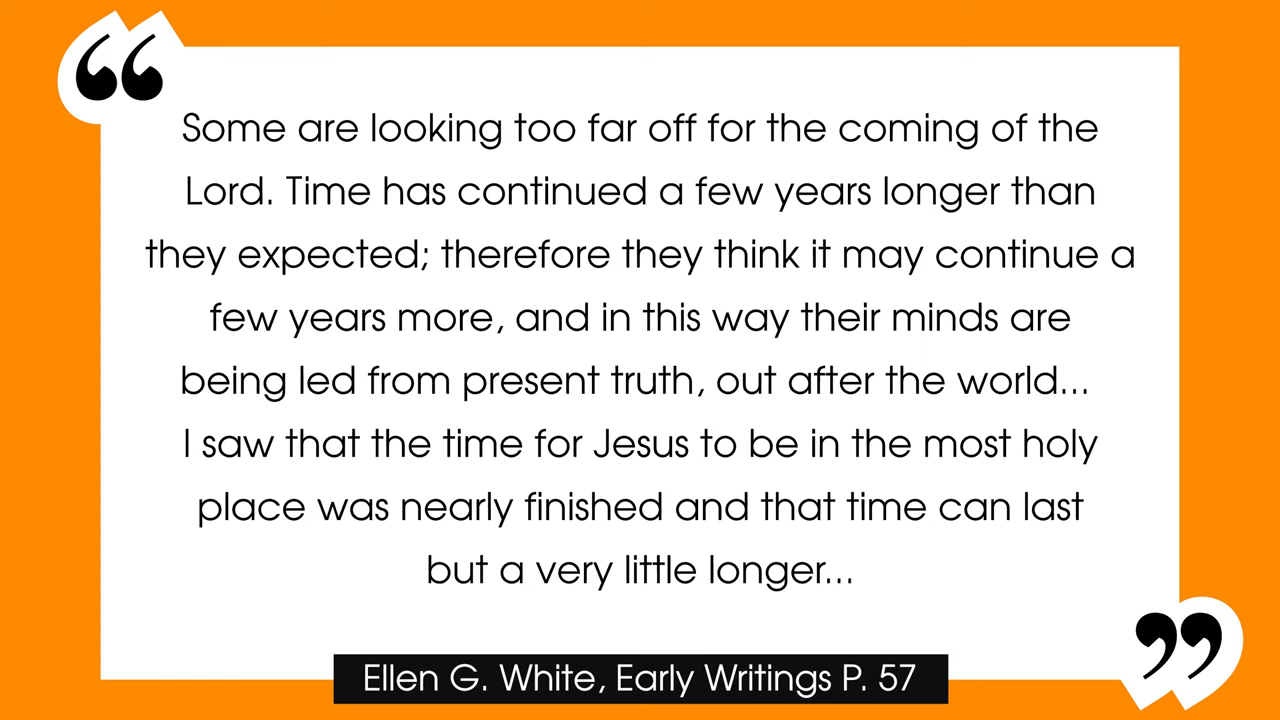 “
Some are looking too far off for the coming of the
Lord. Time has continued a few years longer than
they expected; therefore they think it may continue a
few years more, and in this way their minds are
being led from present truth, out after the world...
I saw that the time for Jesus to be in the most holy
place was nearly finished and that time can last
but a very little longer...
”
Ellen G. White, Early Writings P. 57